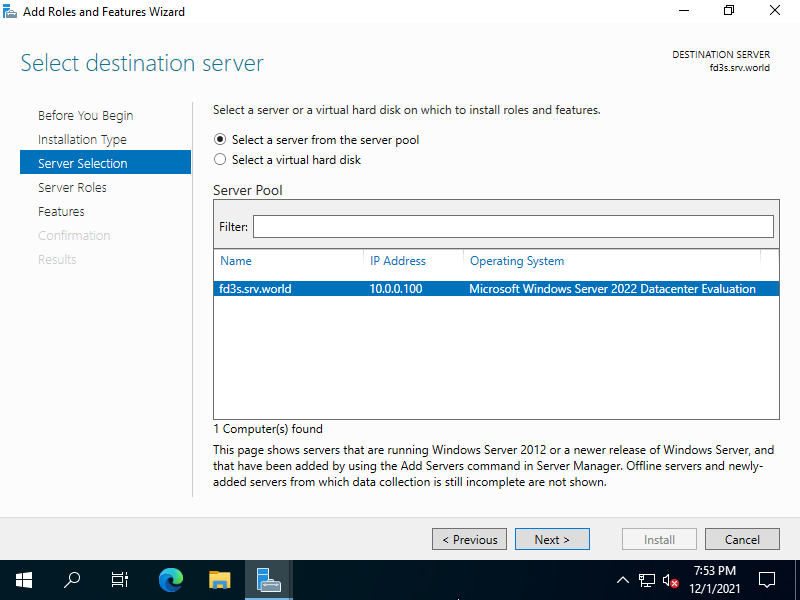 Add Roles and Features Wizard
Select destination server
DESTINATION SERVER
fd3s.srv.world
Before You Begin
Installation Type
Server Selection
Server Roles
Features
Confirmation
Results
Select a server or a virtual hard disk on which to install roles and features.
Select a server from the server pool
Select a virtual hard disk
Server Pool
Filter:
Name IP Address Operating System
fd3s.srv.world 10.0.0.100 Microsoft Windows Server 2022 Datacenter Evaluation
1 Computer(s) found
This page shows servers that are running Windows Server 2012 or a newer release of Windows Server, and
that have been added by using the Add Servers command in Server Manager. Offline servers and newly-
added servers from which data collection is still incomplete are not shown.
< Previous Next > Install Cancel
7:53 PM
12/1/2021